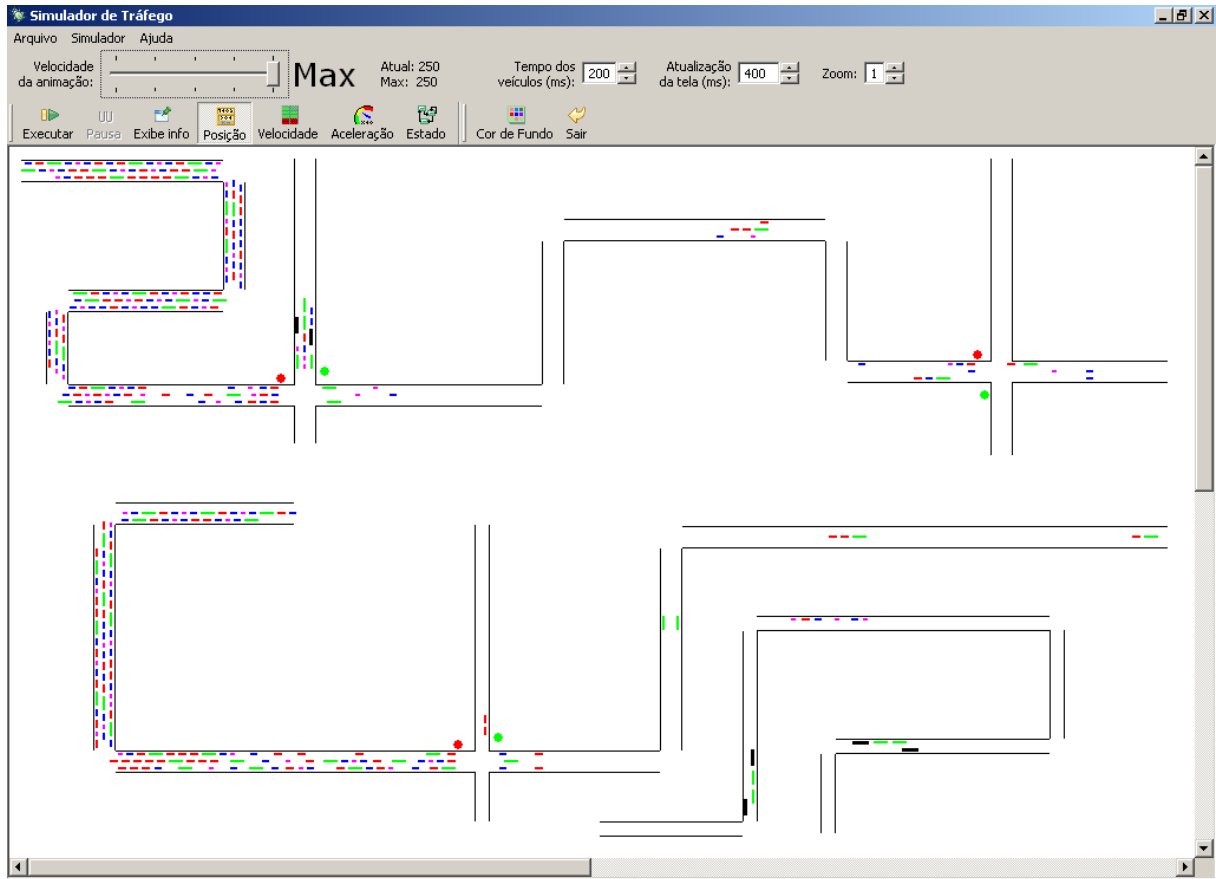 Simulador de Tráfego
Arquivo Simulador Ajuda
Velocidade da animação: Max Atual: 250 Max: 250 Tempo dos veículos (ms): 200 Atualização da tela (ms): 400 Zoom: 1
Executar Pausa Exibe info Posição Velocidade Aceleração Estado Cor de Fundo Sair